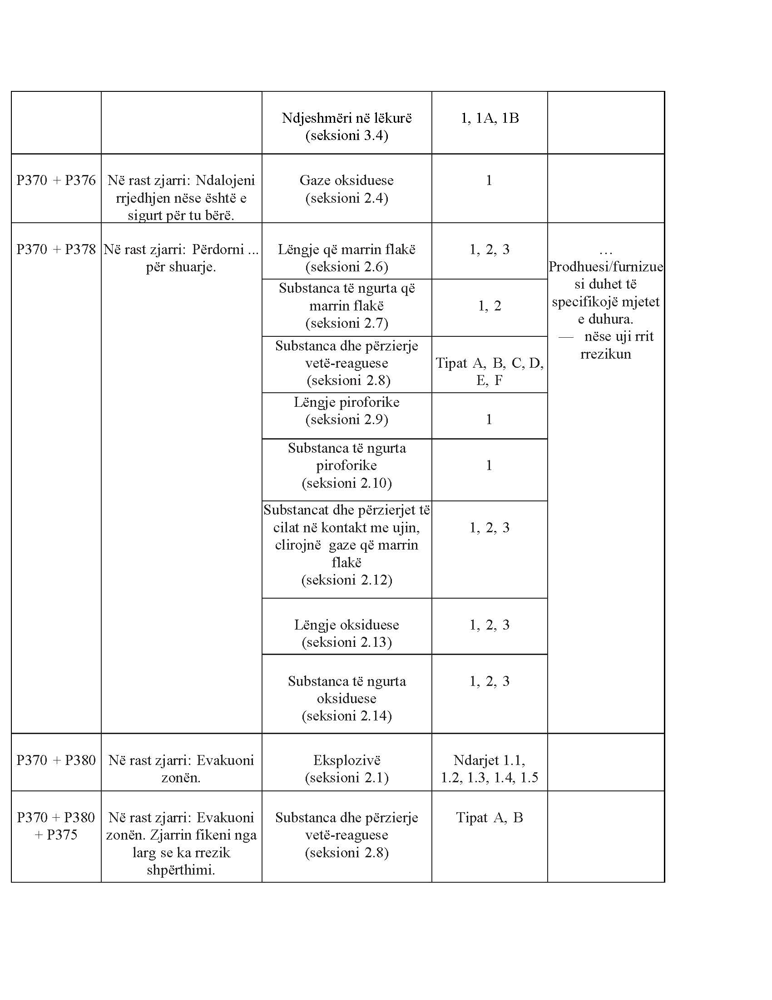 Ndjeshmëri në lëkurë
(seksioni 3.4)
1, 1A, 1B
P370 + P376
Në rast zjarri: Ndalojeni
rrjedhjen nëse është e
sigurt për tu bërë.
Gaze oksiduese
(seksioni 2.4)
1
P370 + P378
Në rast zjarri: Përdorni ...
për shuarje.
Lëngje që marrin flakë
(seksioni 2.6)
1, 2, 3
…
Prodhuesi/furnizue
si duhet të
specifikojë mjetet
e duhura.
— nëse uji rrit
rrezikun
Substanca të ngurta që
marrin flakë
(seksioni 2.7)
1, 2
Substanca dhe përzierje
vetë-reaguese
(seksioni 2.8)
Tipat A, B, C, D,
E, F
Lëngje piroforike
(seksioni 2.9)
1
Substanca të ngurta
piroforike
(seksioni 2.10)
1
Substancat dhe përzierjet të
cilat në kontakt me ujin,
clirojnë gaze që marrin
flakë
(seksioni 2.12)
1, 2, 3
Lëngje oksiduese
(seksioni 2.13)
1, 2, 3
Substanca të ngurta
oksiduese
(seksioni 2.14)
1, 2, 3
P370 + P380
Në rast zjarri: Evakuoni
zonën.
Eksplozivë
(seksioni 2.1)
Ndarjet 1.1,
1.2, 1.3, 1.4, 1.5
P370 + P380
+ P375
Në rast zjarri: Evakuoni
zonën. Zjarrin fikeni nga
larg se ka rrezik
shpërthimi.
Substanca dhe përzierje
vetë-reaguese
(seksioni 2.8)
Tipat A, B